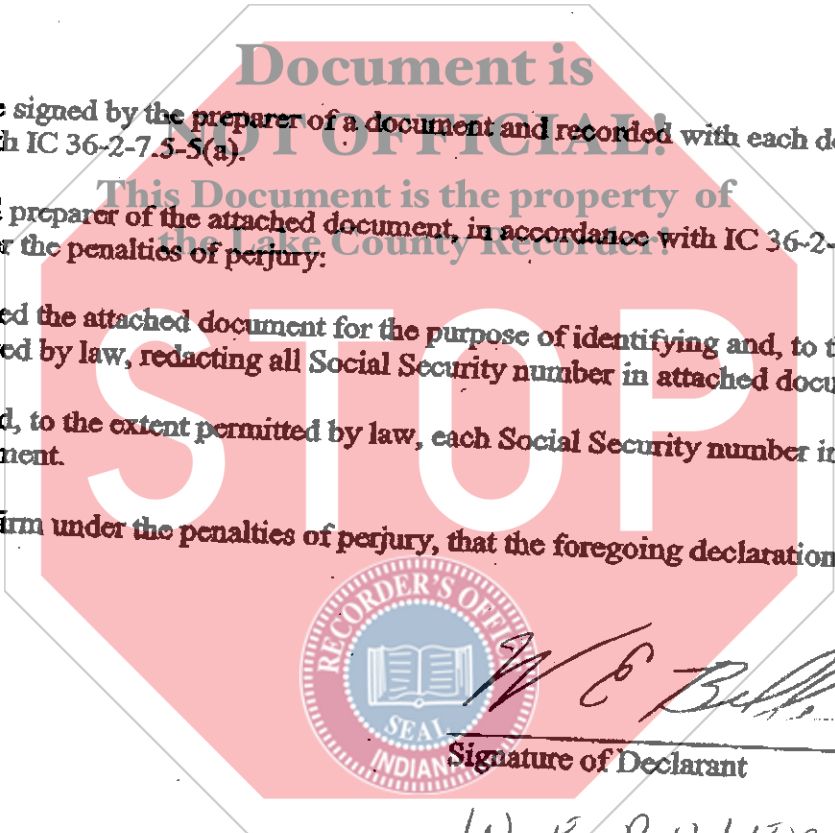 Document is
e signed by the preparer of a document and recorded with each d
NOT OFFICIAL!
h IC 36-2-7.5-5(a).
This Document is the property of
preparer of the attached document, in accordance with IC 36-2-
the Lake County Recorder!
r the penalties of perjury:
ed the attached document for the purpose of identifying and, to t
ed by law, redacting all Social Security number in attached docu
STOP
d, to the extent permitted by law, each Social Security number in
ment.
irm under the penalties of perjury, that the foregoing declaration
RECORDER'S OFFICE
SEAL
INDIANA
W E Bell
Signature of Declarant